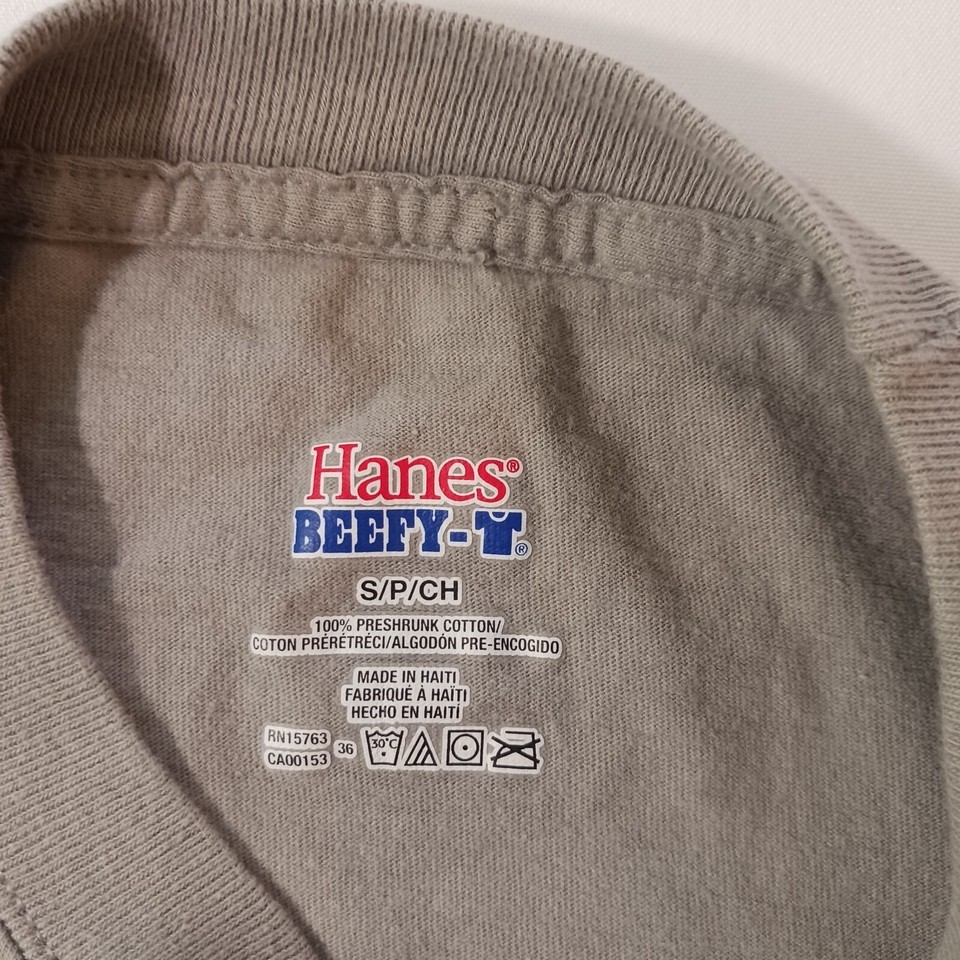 Hanes®
BEEFY-T®
S/P/CH
100% PRESHRUNK COTTON/
COTON PRÉRÉTRÉCI/ALGODÓN PRE-ENCOGIDO
MADE IN HAITI
FABRIQUÉ À HAÏTI
HECHO EN HAITÍ
RN15763
CA00153
36
30°C